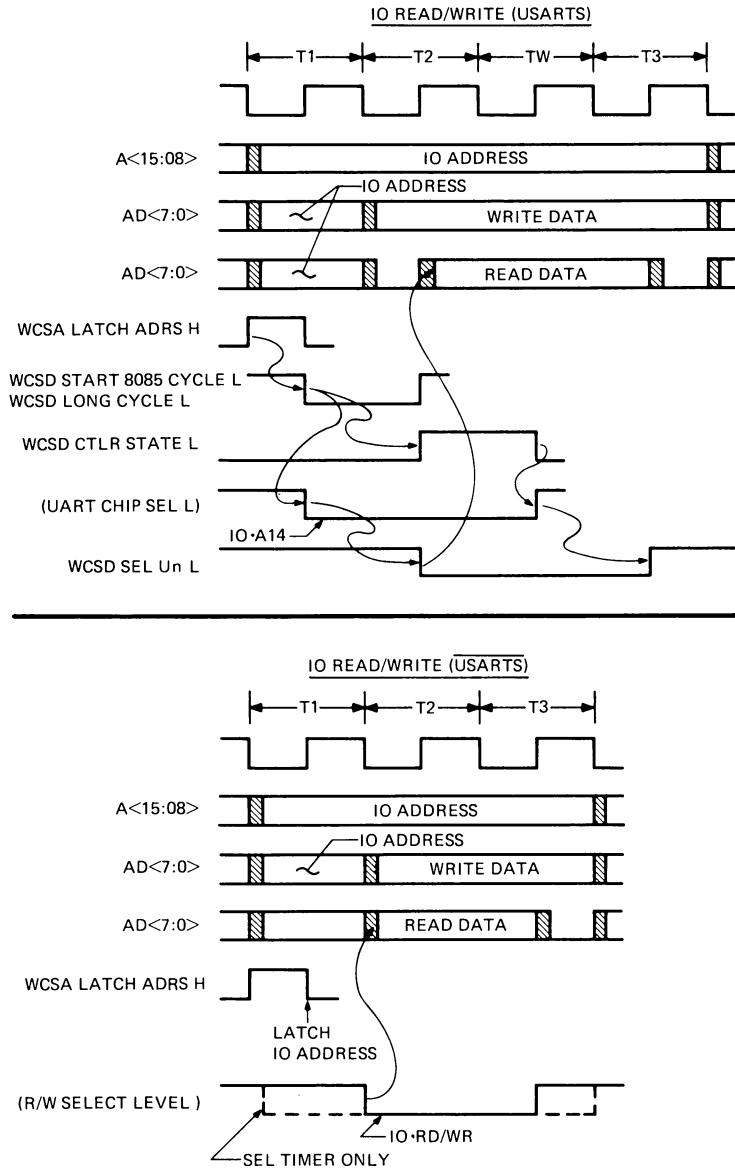 IO READ/WRITE (USARTS)
T1 T2 TW T3
A<15:08> IO ADDRESS
IO ADDRESS
AD<7:0> WRITE DATA
AD<7:0> READ DATA
WCSA LATCH ADRS H
WCSD START 8085 CYCLE L
WCSD LONG CYCLE L
WCSD CTLR STATE L
(UART CHIP SEL L)
IO•A14
WCSD SEL Un L
IO READ/WRITE (USARTS)
T1 T2 T3
A<15:08> IO ADDRESS
IO ADDRESS
AD<7:0> WRITE DATA
AD<7:0> READ DATA
WCSA LATCH ADRS H
LATCH
IO ADDRESS
(R/W SELECT LEVEL )
IO•RD/WR
SEL TIMER ONLY